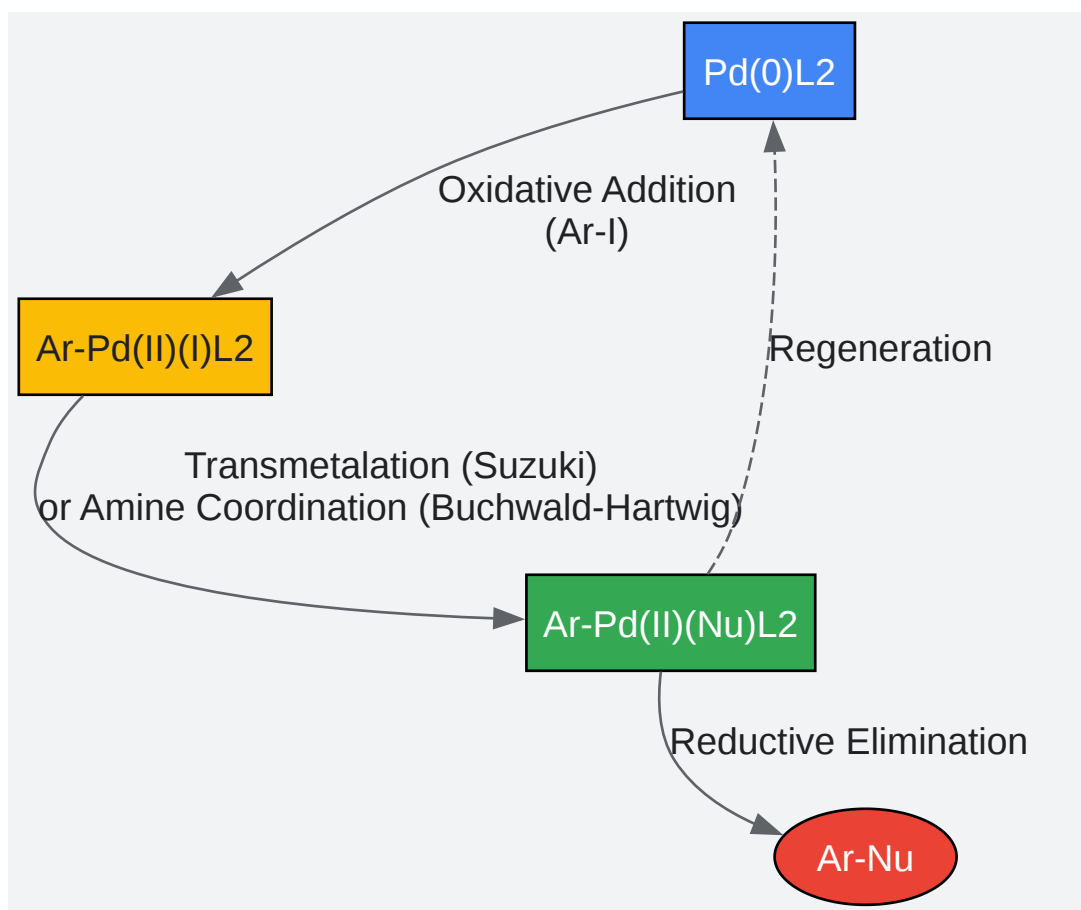 Pd(0)L2
Oxidative Addition
(Ar-I)
Ar-Pd(II)(I)L2
Regeneration
Transmetalation (Suzuki)
or Amine Coordination (Buchwald-Hartwig)
Ar-Pd(II)(Nu)L2
Reductive Elimination
Ar-Nu